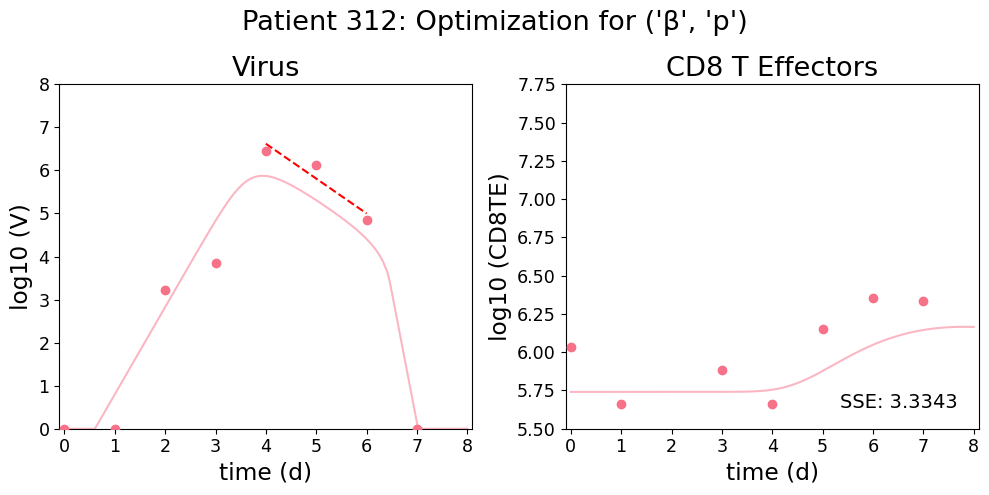 Patient 312: Optimization for ('β', 'p')
Virus
8
7
6
5
4
3
2
1
0
log10 (V)
0 1 2 3 4 5 6 7 8
time (d)
CD8 T Effectors
7.75
7.50
7.25
7.00
6.75
6.50
6.25
6.00
5.75
5.50
log10 (CD8TE)
SSE: 3.3343
0 1 2 3 4 5 6 7 8
time (d)